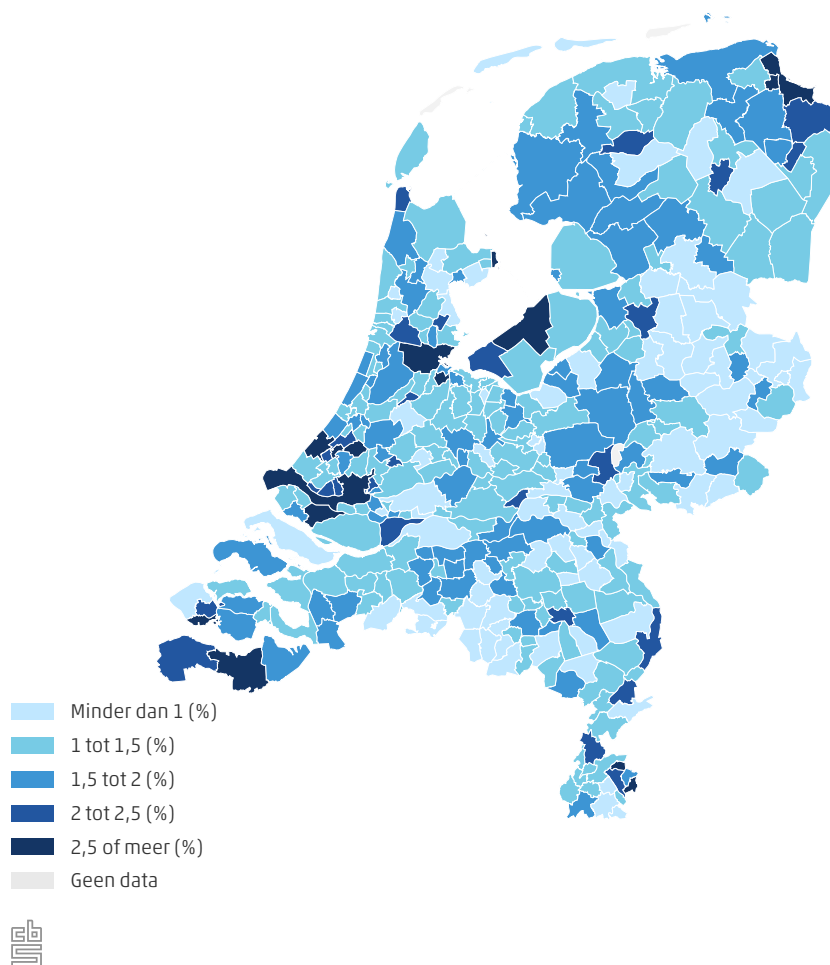 Minder dan 1 (%)
1 tot 1,5 (%)
1,5 tot 2 (%)
2 tot 2,5 (%)
2,5 of meer (%)
Geen data